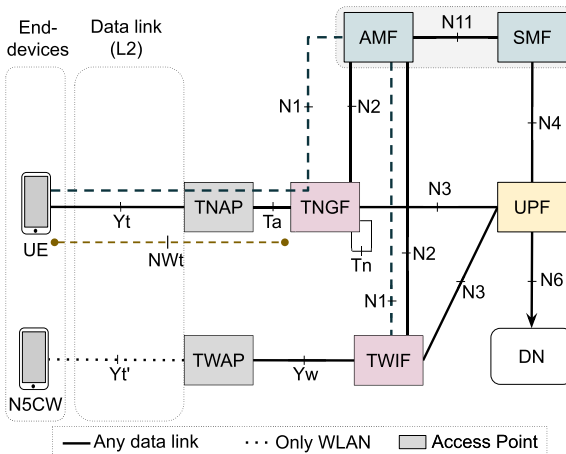 End-
devices
Data link
(L2)
AMF
N11
SMF
N1
N2
N4
TNAP
TNGF
N3
UPF
Yt
Ta
UE
NWt
Tn
N2
N3
N6
N1
TWAP
TWIF
DN
Yt'
Yw
N5CW
Any data link
Only WLAN
Access Point